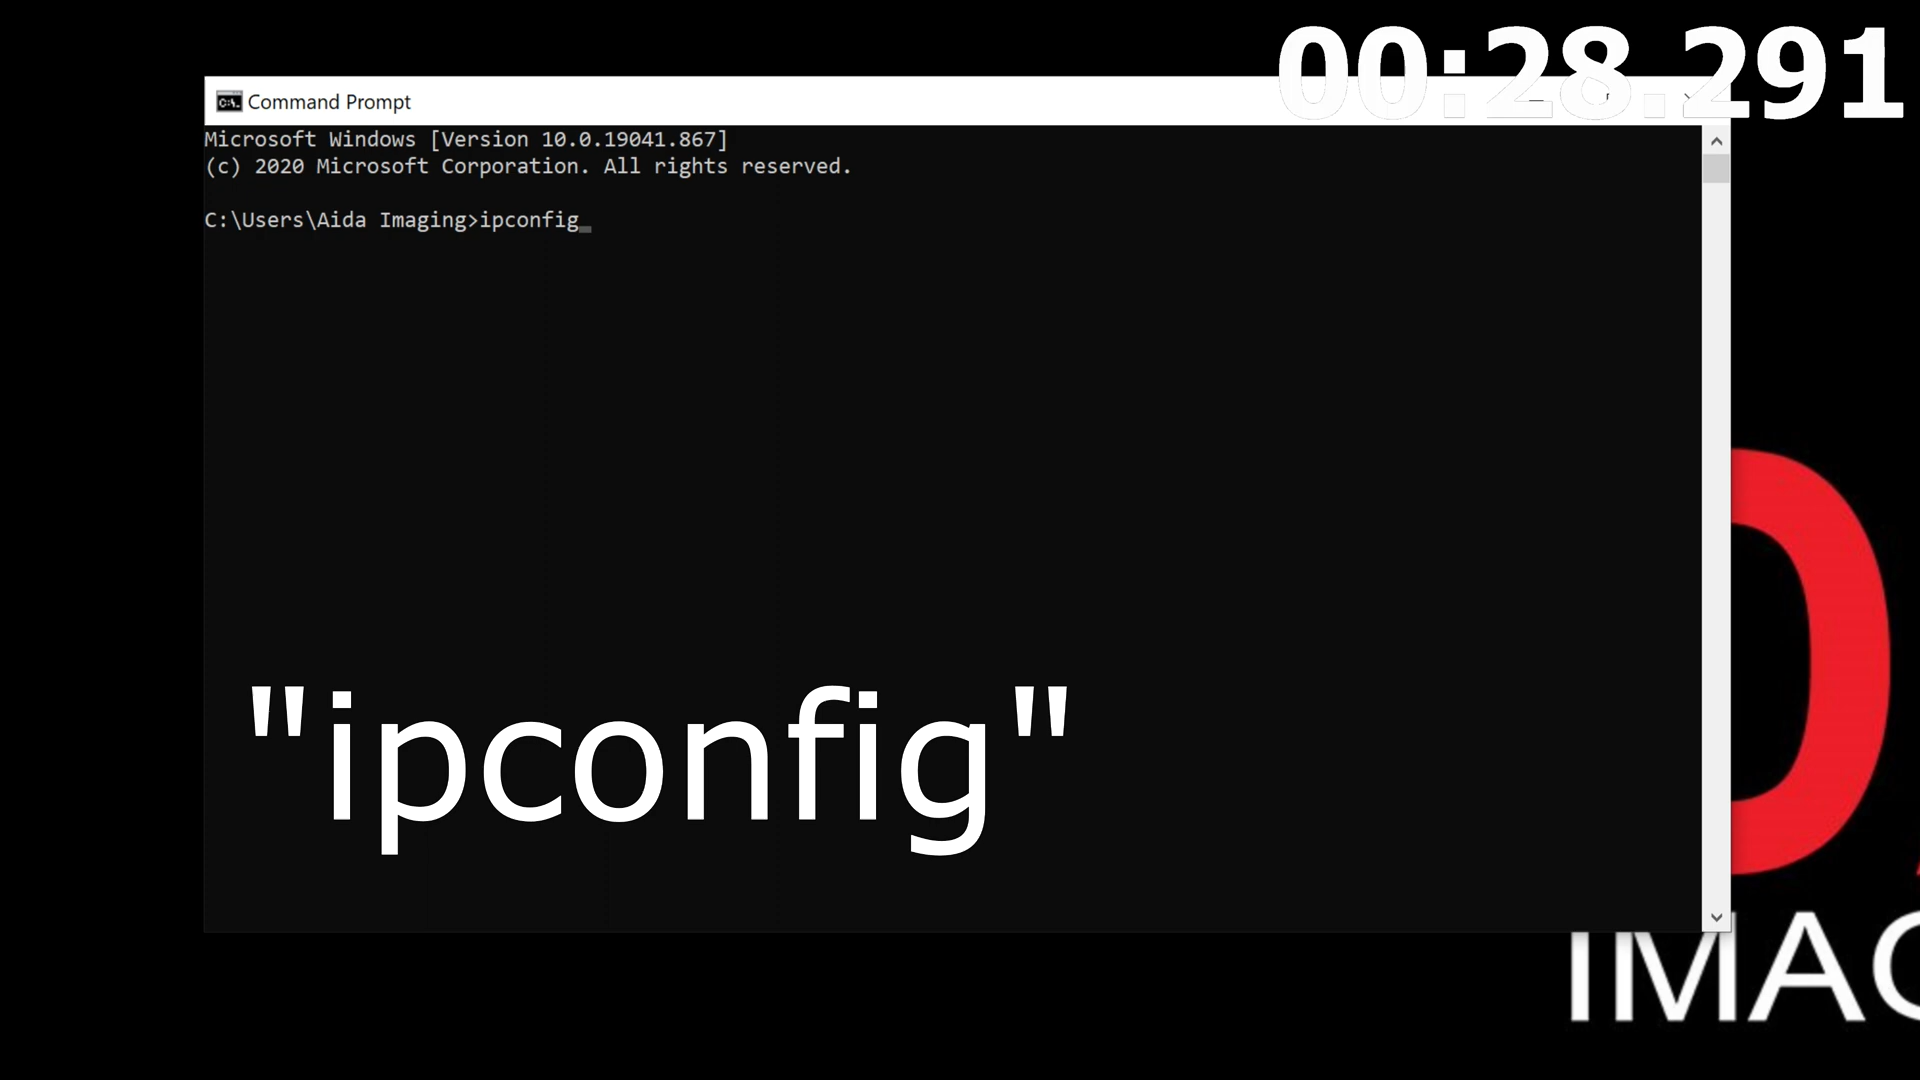 00:28.291
Command Prompt
Microsoft Windows [Version 10.0.19041.867]
(c) 2020 Microsoft Corporation. All rights reserved.
C:\Users\Aida Imaging>ipconfig
"ipconfig"